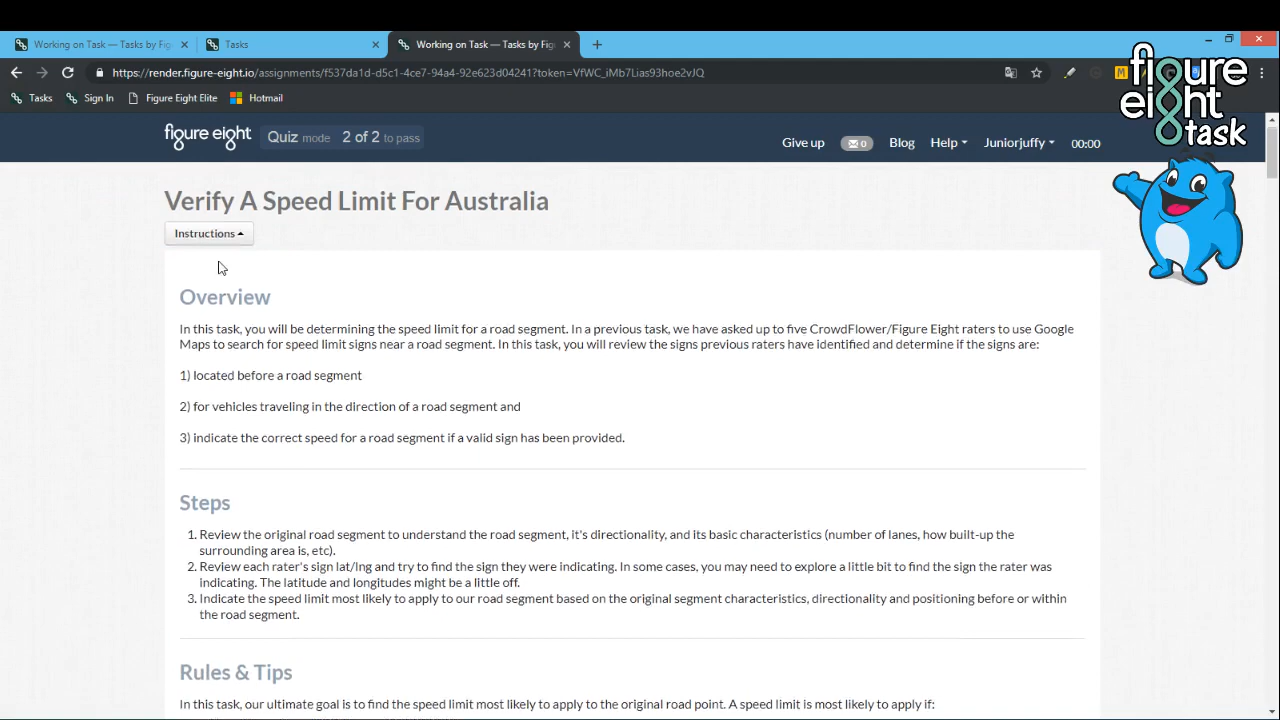 Working on Task — Tasks by Fig
Tasks
Working on Task — Tasks by Fig
https://render.figure-eight.io/assignments/f537da1d-d5c1-4ce7-94a4-92e623d04241?token=VfWC_iMb7Lias93hoe2vJQ
Tasks
Sign In
Figure Eight Elite
Hotmail
figure
eight
task
figure eight
Quiz mode 2 of 2 to pass
Give up
0
Blog
Help
Juniorjuffy
00:00
Verify A Speed Limit For Australia
Instructions
Overview
In this task, you will be determining the speed limit for a road segment. In a previous task, we have asked up to five CrowdFlower/Figure Eight raters to use Google
Maps to search for speed limit signs near a road segment. In this task, you will review the signs previous raters have identified and determine if the signs are:
1) located before a road segment
2) for vehicles traveling in the direction of a road segment and
3) indicate the correct speed for a road segment if a valid sign has been provided.
Steps
1. Review the original road segment to understand the road segment, it's directionality, and its basic characteristics (number of lanes, how built-up the
surrounding area is, etc).
2. Review each rater's sign lat/lng and try to find the sign they were indicating. In some cases, you may need to explore a little bit to find the sign the rater was
indicating. The latitude and longitudes might be a little off.
3. Indicate the speed limit most likely to apply to our road segment based on the original segment characteristics, directionality and positioning before or within
the road segment.
Rules & Tips
In this task, our ultimate goal is to find the speed limit most likely to apply to the original road point. A speed limit is most likely to apply if: